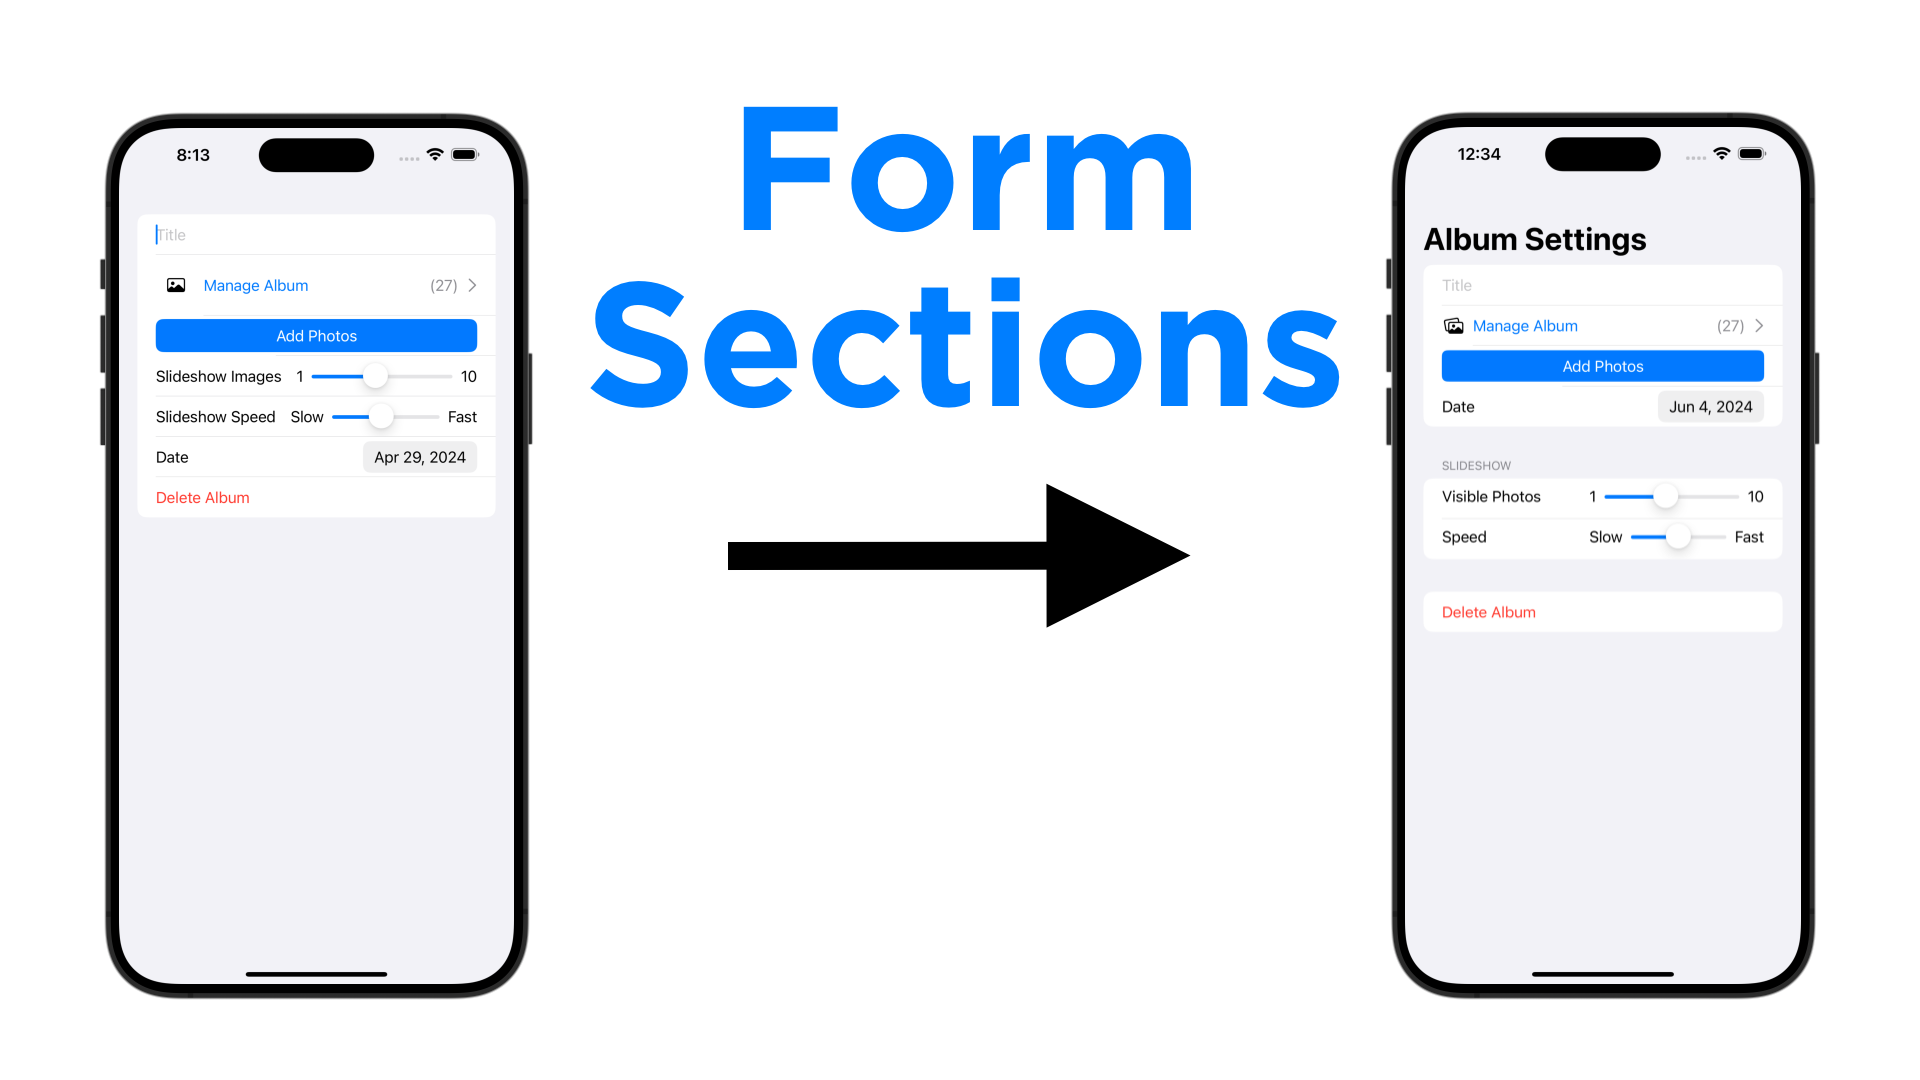 8:13
Title
Manage Album (27)
Add Photos
Slideshow Images 1 10
Slideshow Speed Slow Fast
Date Apr 29, 2024
Delete Album
Form
Sections
12:34
Album Settings
Title
Manage Album (27)
Add Photos
Date Jun 4, 2024
SLIDESHOW
Visible Photos 1 10
Speed Slow Fast
Delete Album